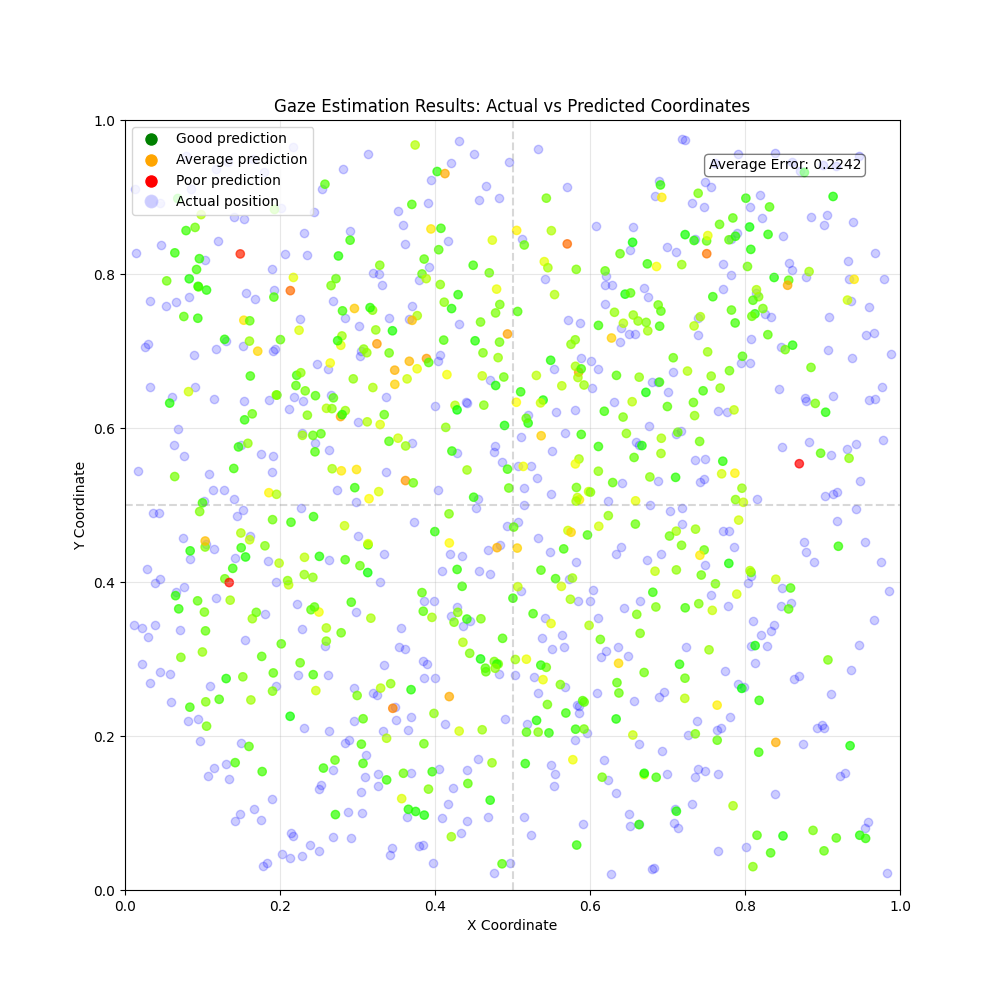 Gaze Estimation Results: Actual vs Predicted Coordinates
Good prediction
Average prediction
Poor prediction
Actual position
Average Error: 0.2242
1.0
0.8
0.6
0.4
0.2
0.0
Y Coordinate
0.0 0.2 0.4 0.6 0.8 1.0
X Coordinate